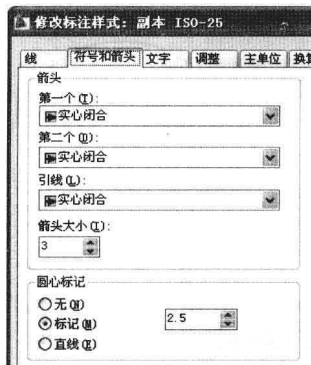 修改标注样式：副本 ISO-25
线 符号和箭头 文字 调整 主单位 换算
箭头
第一个(T):
实心闭合
第二个(D):
实心闭合
引线(L):
实心闭合
箭头大小(I):
3
圆心标记
无(N)
标记(M) 2.5
直线(E)